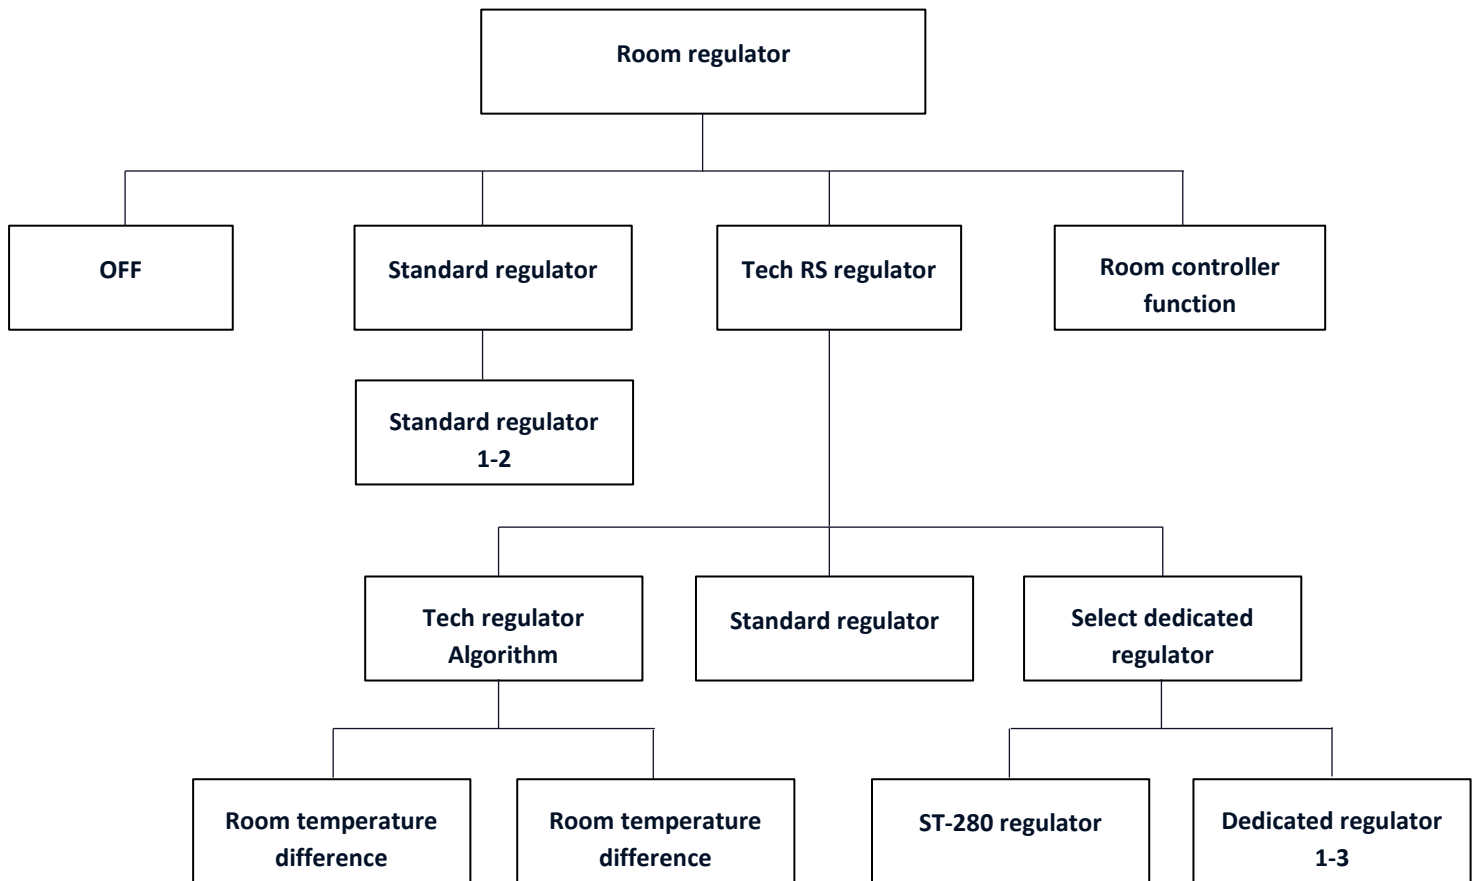 Room regulator
OFF
Standard regulator
Tech RS regulator
Room controller
function
Standard regulator
1-2
Tech regulator
Algorithm
Standard regulator
Select dedicated
regulator
Room temperature
difference
Room temperature
difference
ST-280 regulator
Dedicated regulator
1-3